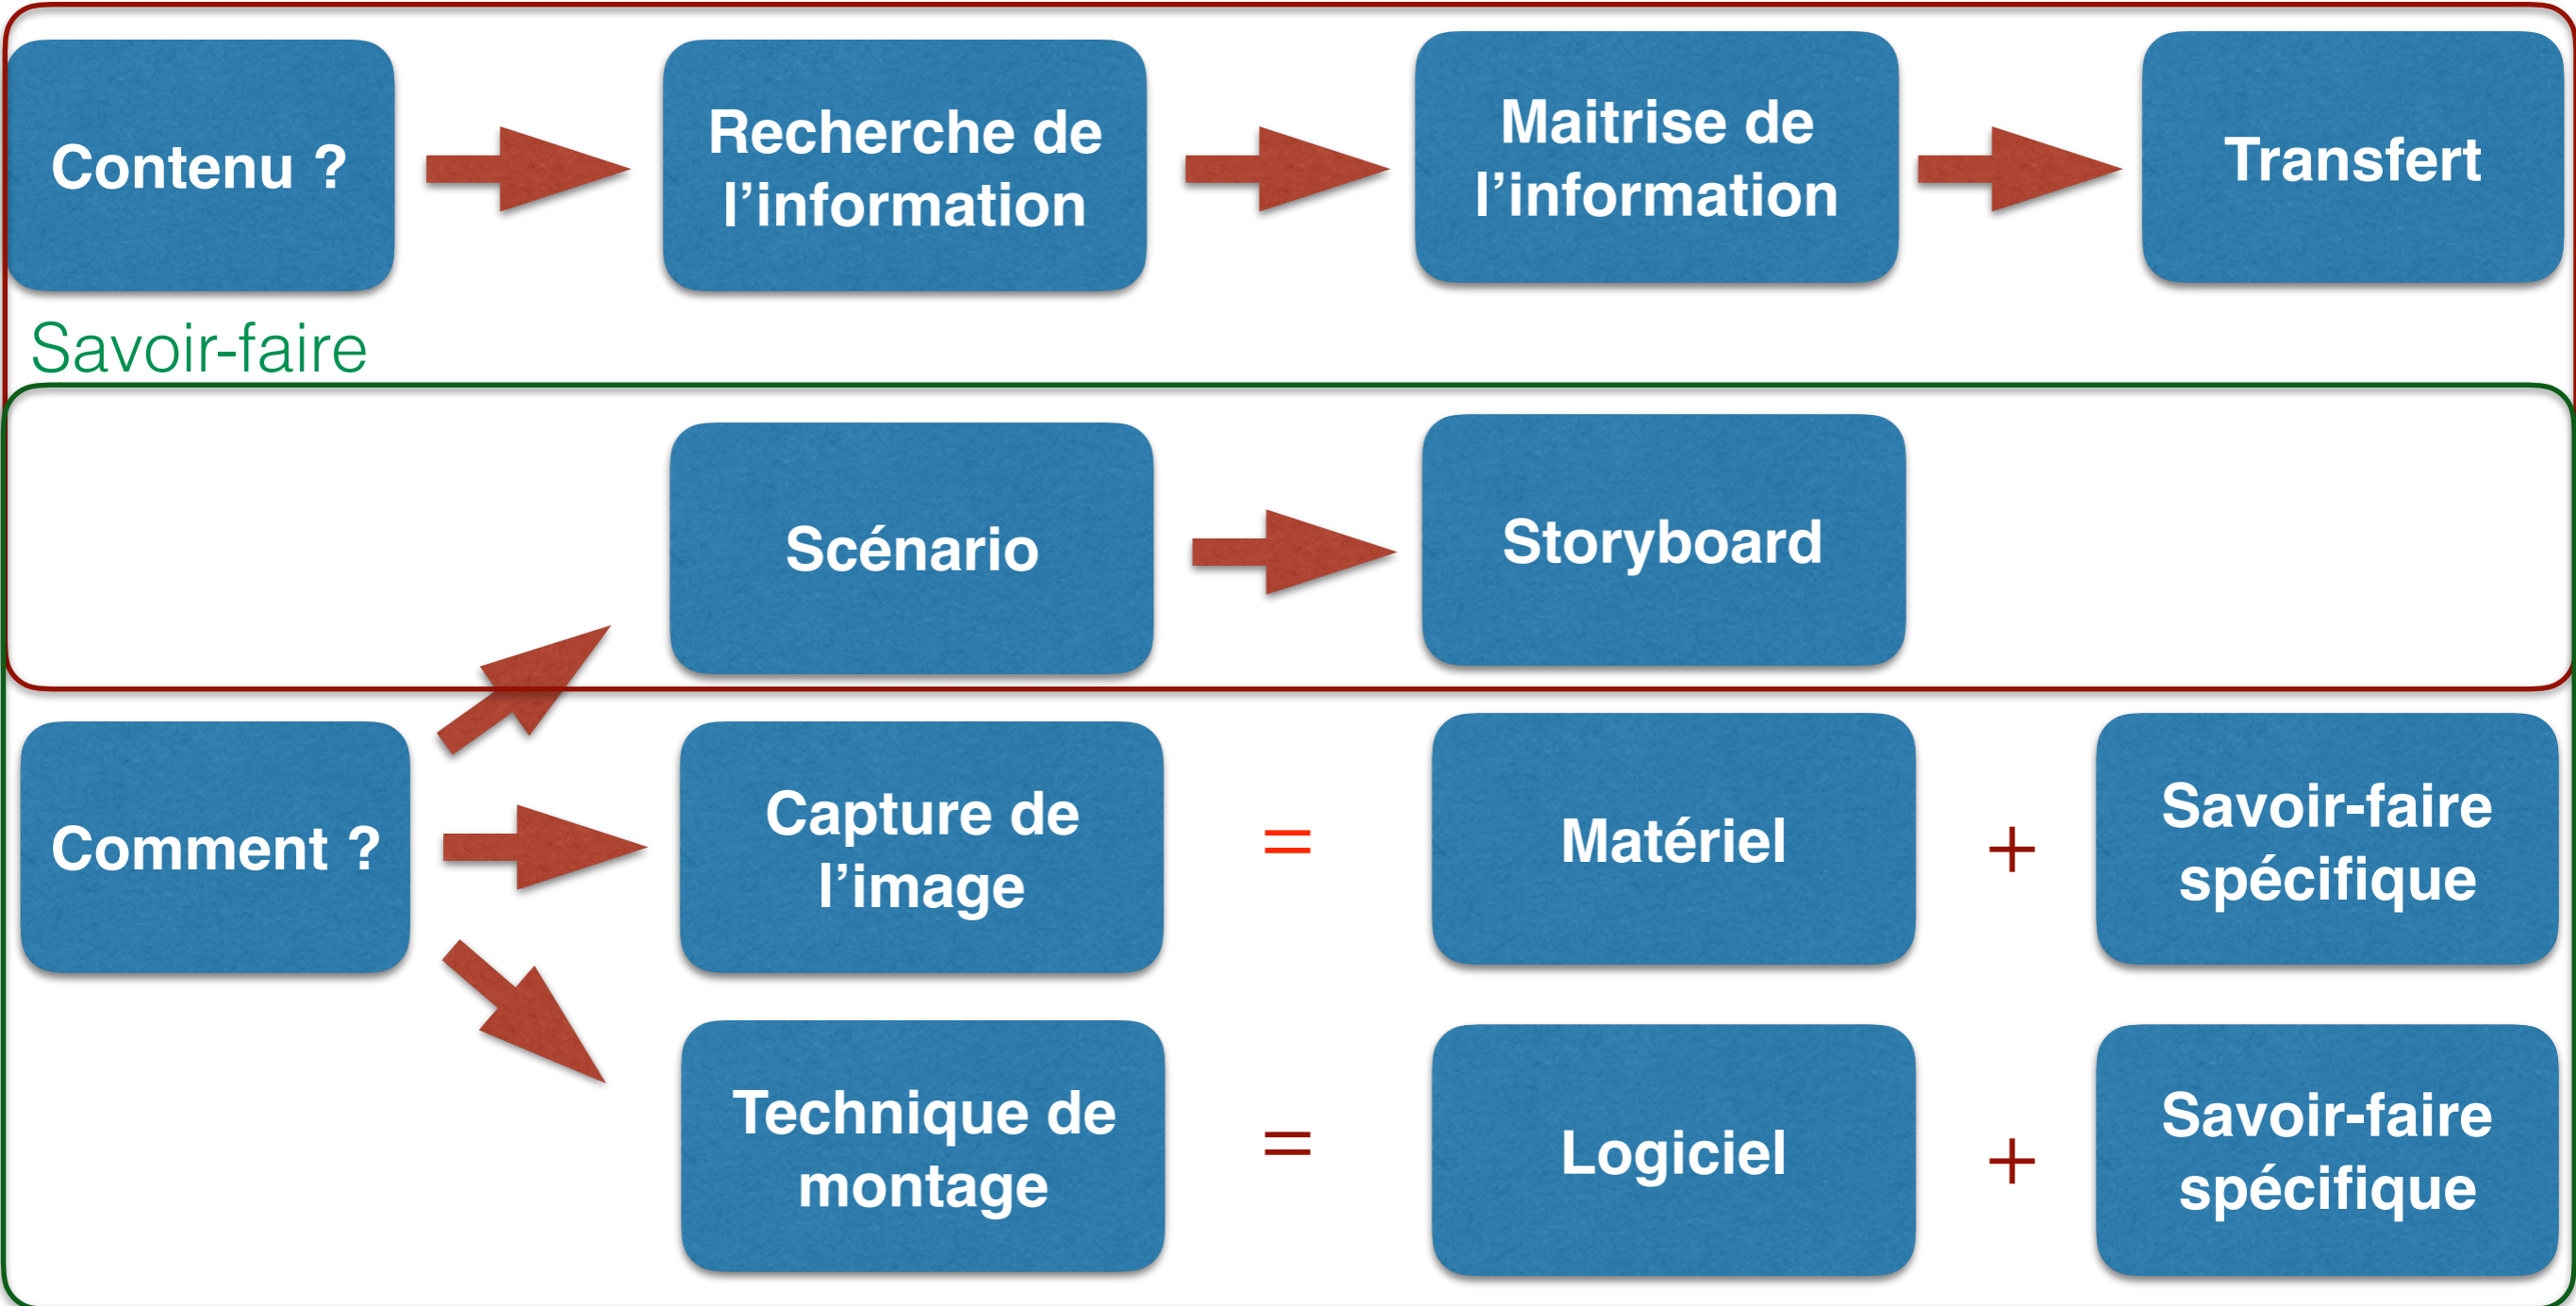 Contenu ?
Recherche de
l’information
Maitrise de
l’information
Transfert
Savoir-faire
Scénario
Storyboard
Comment ?
Capture de
l’image
=
Matériel
+
Savoir-faire
spécifique
Technique de
montage
=
Logiciel
+
Savoir-faire
spécifique